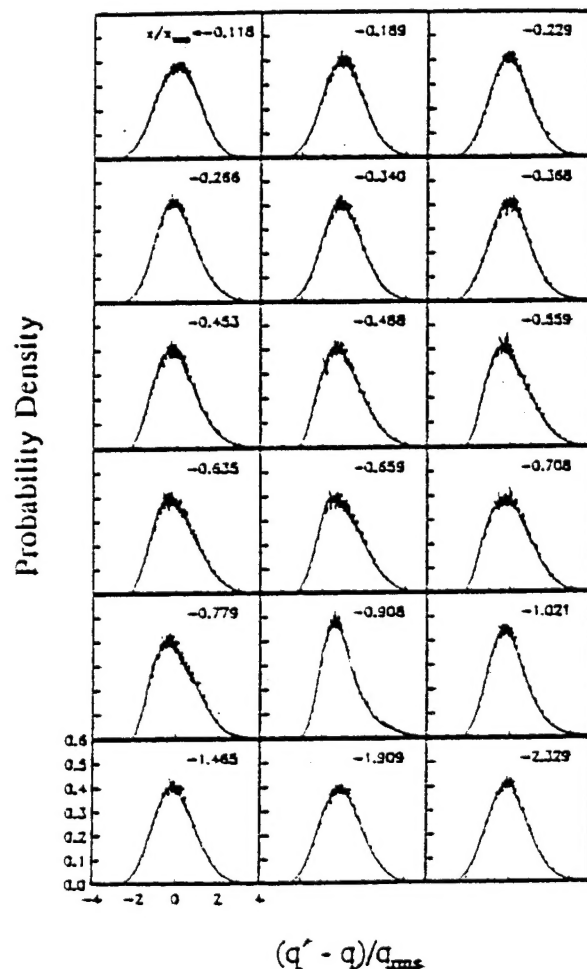 x/x =-0.118 -0.189 -0.229
-0.266 -0.340 -0.368
-0.453 -0.488 -0.559
-0.635 -0.659 -0.708
-0.779 -0.908 -1.021
-1.465 -1.909 -2.329
Probability Density
0.6
0.5
0.4
0.3
0.2
0.1
0.0
-4 -2 0 2 4
(q′ - q)/q_rms